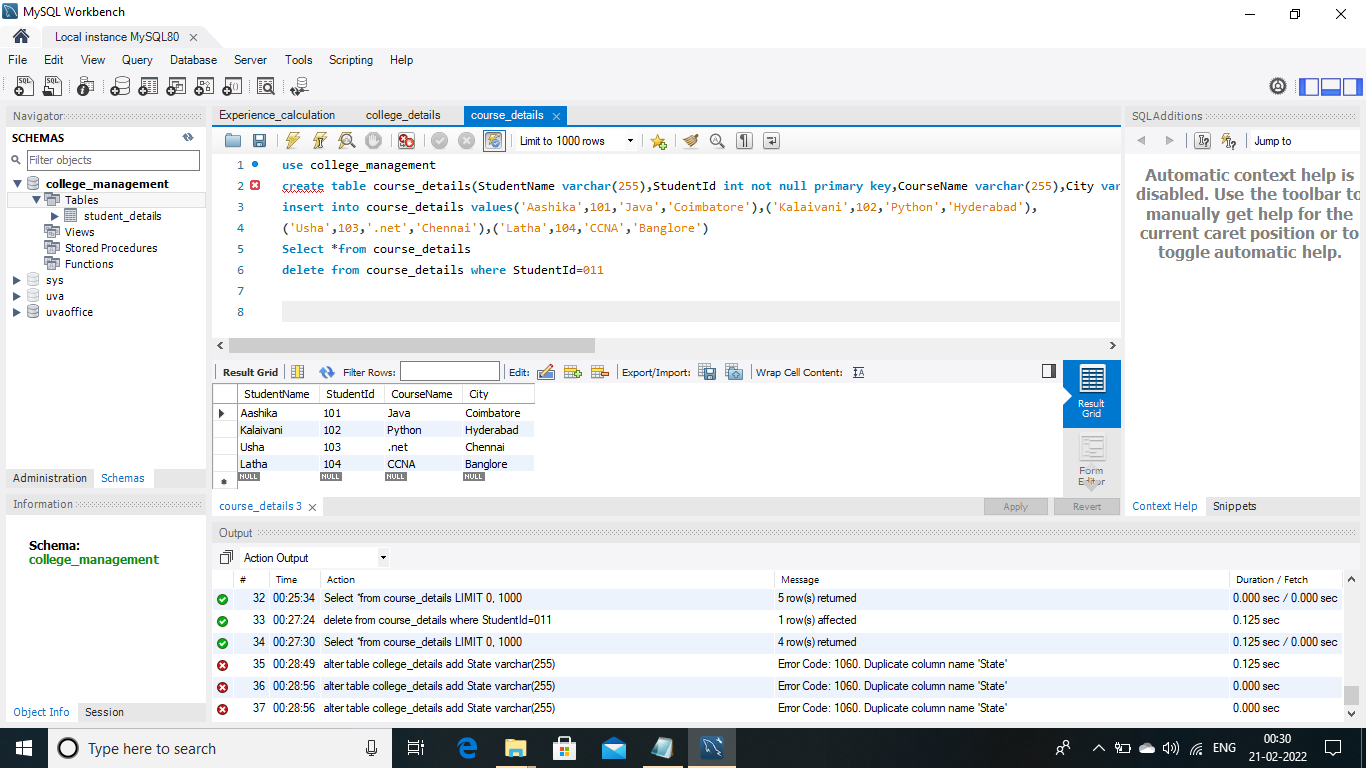 MySQL Workbench
Local instance MySQL80
File Edit View Query Database Server Tools Scripting Help
Navigator
SCHEMAS
Filter objects
college_management
Tables
student_details
Views
Stored Procedures
Functions
sys
uva
uvaoffice
Administration Schemas
Information
Schema:
college_management
Object Info Session
Experience_calculation college_details course_details
Limit to 1000 rows
1 use college_management
2 create table course_details(StudentName varchar(255),StudentId int not null primary key,CourseName varchar(255),City var
3 insert into course_details values('Aashika',101,'Java','Coimbatore'),('Kalaivani',102,'Python','Hyderabad'),
4 ('Usha',103,'.net','Chennai'),('Latha',104,'CCNA','Banglore')
5 Select *from course_details
6 delete from course_details where StudentId=011
7
8
Result Grid Filter Rows: Edit: Export/Import: Wrap Cell Content:
StudentName StudentId CourseName City
Aashika 101 Java Coimbatore
Kalaivani 102 Python Hyderabad
Usha 103 .net Chennai
Latha 104 CCNA Banglore
NULL NULL NULL NULL
Result
Grid
Form
Editor
course_details 3 Apply Revert
SQLAdditions
Jump to
Automatic context help is
disabled. Use the toolbar to
manually get help for the
current caret position or to
toggle automatic help.
Context Help Snippets
Output
Action Output
# Time Action Message Duration / Fetch
32 00:25:34 Select *from course_details LIMIT 0, 1000 5 row(s) returned 0.000 sec / 0.000 sec
33 00:27:24 delete from course_details where StudentId=011 1 row(s) affected 0.125 sec
34 00:27:30 Select *from course_details LIMIT 0, 1000 4 row(s) returned 0.125 sec / 0.000 sec
35 00:28:49 alter table college_details add State varchar(255) Error Code: 1060. Duplicate column name 'State' 0.125 sec
36 00:28:56 alter table college_details add State varchar(255) Error Code: 1060. Duplicate column name 'State' 0.000 sec
37 00:28:56 alter table college_details add State varchar(255) Error Code: 1060. Duplicate column name 'State' 0.000 sec
Type here to search
ENG
00:30
21-02-2022